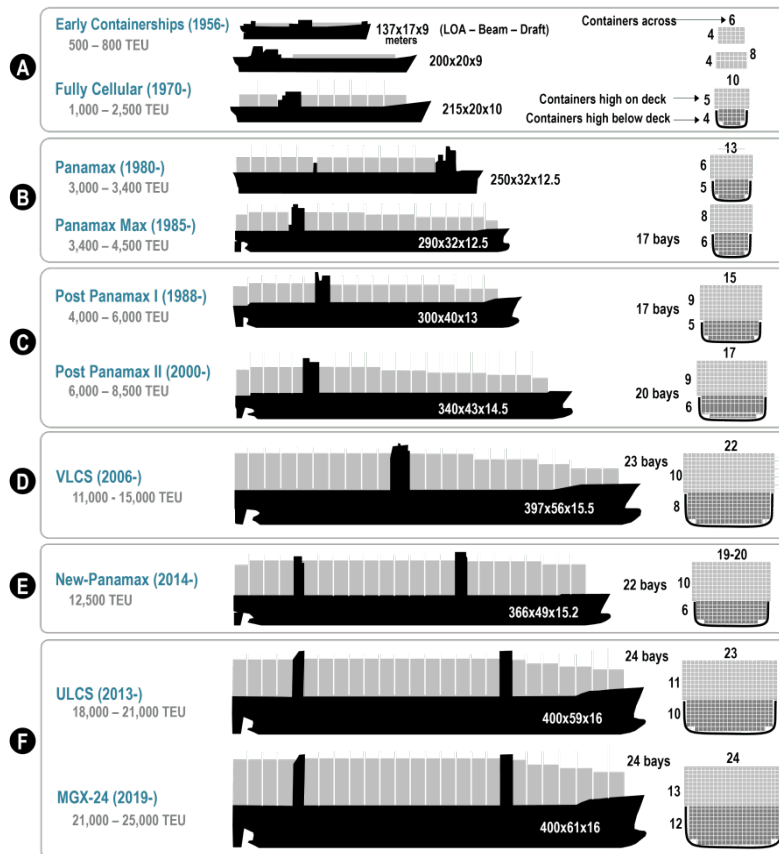 A
Early Containerships (1956-)
500 – 800 TEU
137x17x9
meters
(LOA – Beam – Draft)
Containers across
6
4
200x20x9
4
8
Fully Cellular (1970-)
1,000 – 2,500 TEU
215x20x10
10
Containers high on deck
5
Containers high below deck
4
B
Panamax (1980-)
3,000 – 3,400 TEU
250x32x12.5
13
6
5
Panamax Max (1985-)
3,400 – 4,500 TEU
290x32x12.5
17 bays
8
6
C
Post Panamax I (1988-)
4,000 – 6,000 TEU
300x40x13
17 bays
15
9
5
Post Panamax II (2000-)
6,000 – 8,500 TEU
340x43x14.5
20 bays
17
9
6
D
VLCS (2006-)
11,000 - 15,000 TEU
397x56x15.5
23 bays
22
10
8
E
New-Panamax (2014-)
12,500 TEU
366x49x15.2
22 bays
19-20
10
6
F
ULCS (2013-)
18,000 – 21,000 TEU
400x59x16
24 bays
23
11
10
MGX-24 (2019-)
21,000 – 25,000 TEU
400x61x16
24 bays
24
13
12